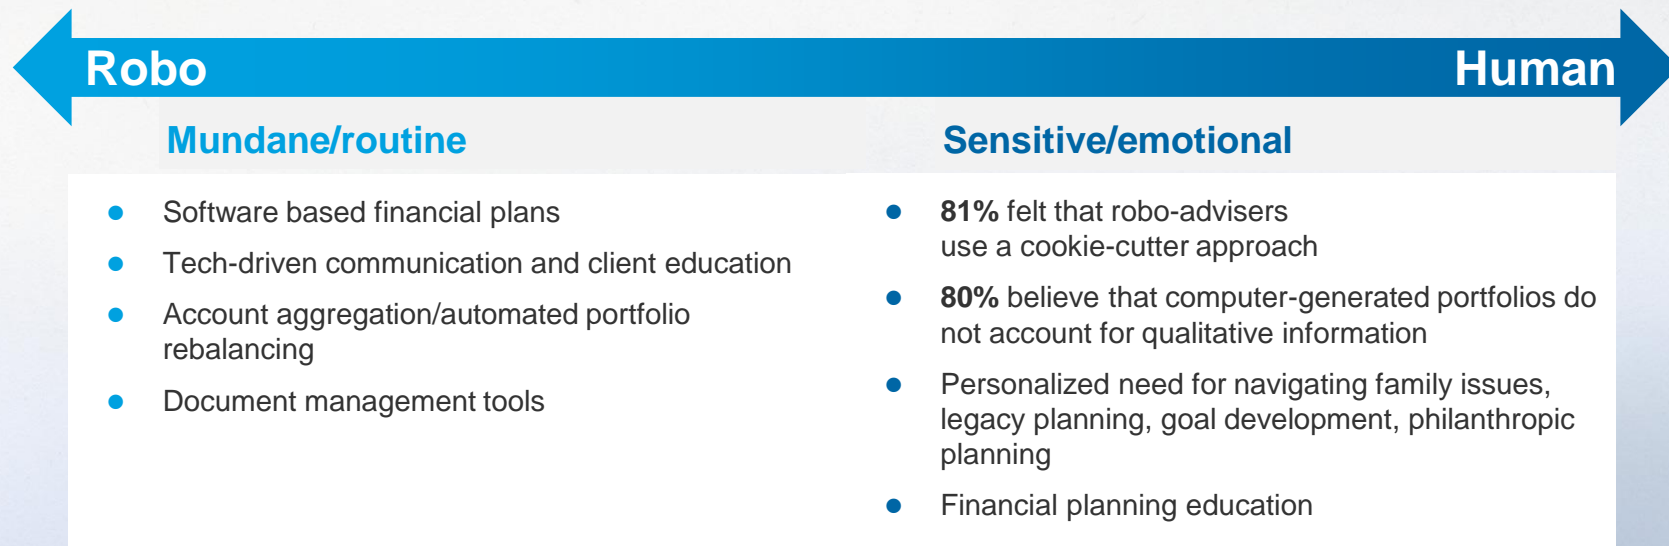 Robo
Human
Mundane/routine
Software based financial plans
Tech-driven communication and client education
Account aggregation/automated portfolio
rebalancing
Document management tools
Sensitive/emotional
81% felt that robo-advisers
use a cookie-cutter approach
80% believe that computer-generated portfolios do
not account for qualitative information
Personalized need for navigating family issues,
legacy planning, goal development, philanthropic
planning
Financial planning education